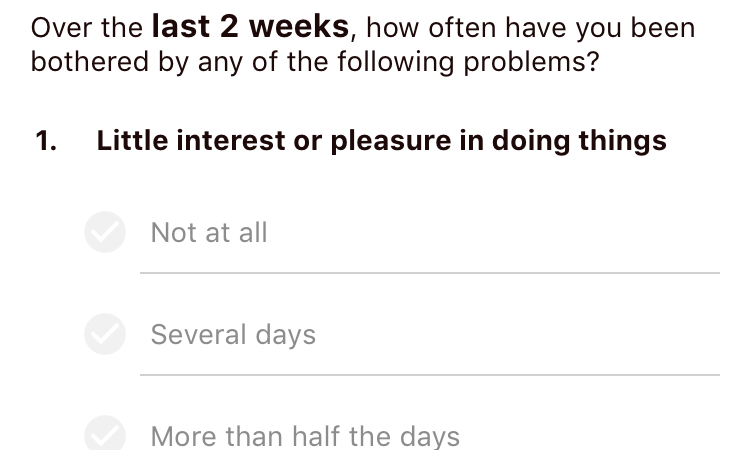 Over the last 2 weeks, how often have you been
bothered by any of the following problems?
1. Little interest or pleasure in doing things
Not at all
Several days
More than half the days